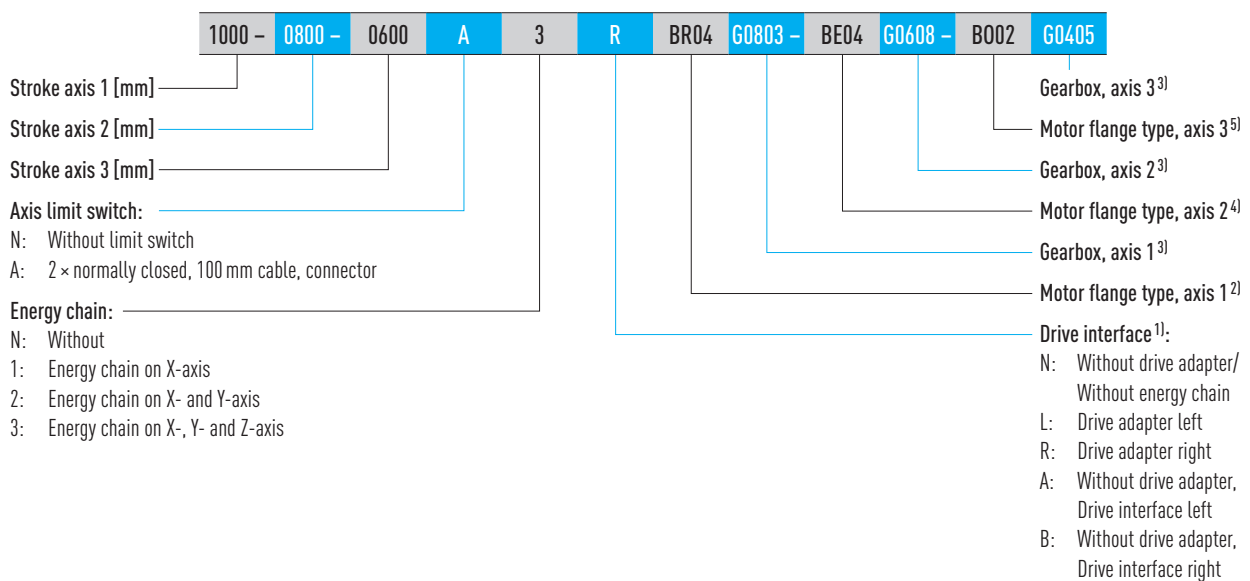 1000 – 0800 – 0600 A 3 R BR04 G0803 – BE04 G0608 – B002 G0405
Stroke axis 1 [mm]
Stroke axis 2 [mm]
Stroke axis 3 [mm]
Axis limit switch:
N: Without limit switch
A: 2 × normally closed, 100 mm cable, connector
Energy chain:
N: Without
1: Energy chain on X-axis
2: Energy chain on X- and Y-axis
3: Energy chain on X-, Y- and Z-axis
Gearbox, axis 3 3)
Motor flange type, axis 3 5)
Gearbox, axis 2 3)
Motor flange type, axis 2 4)
Gearbox, axis 1 3)
Motor flange type, axis 1 2)
Drive interface 1):
N: Without drive adapter/
Without energy chain
L: Drive adapter left
R: Drive adapter right
A: Without drive adapter,
Drive interface left
B: Without drive adapter,
Drive interface right